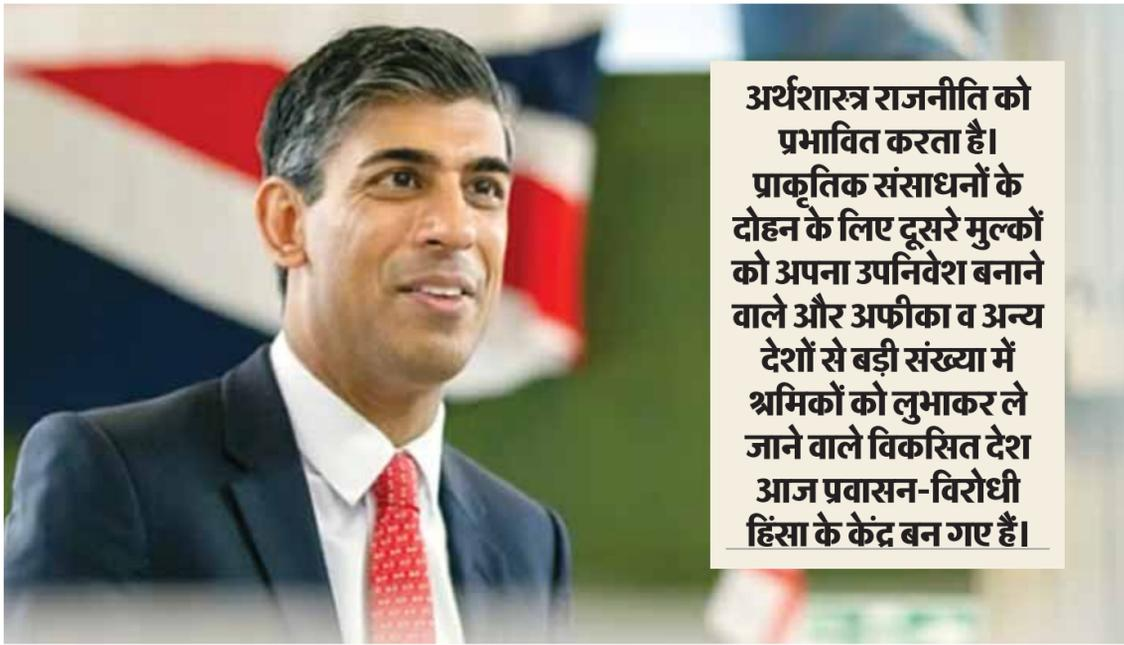 अर्थशास्त्र राजनीति को
प्रभावित करता है।
प्राकृतिक संसाधनों के
दोहन के लिए दूसरे मुल्कों
को अपना उपनिवेश बनाने
वाले और अफ्रीका व अन्य
देशों से बड़ी संख्या में
श्रमिकों को लुभाकर ले
जाने वाले विकसित देश
आज प्रवासन-विरोधी
हिंसा के केंद्र बन गए हैं।